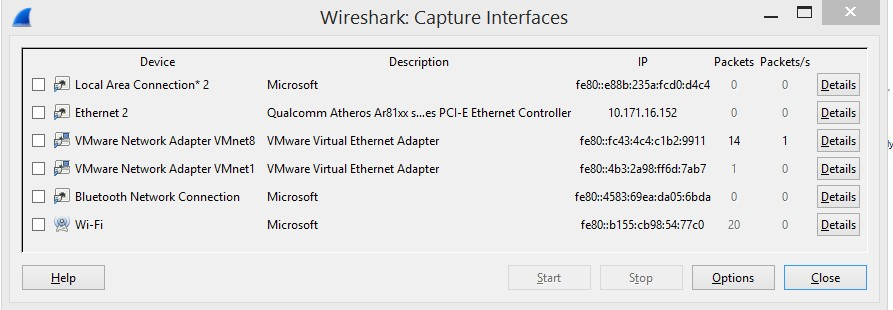 Wireshark: Capture Interfaces
Device Description IP Packets Packets/s
Local Area Connection* 2 Microsoft fe80::e88b:235a:fcd0:d4c4 0 0 Details
Ethernet 2 Qualcomm Atheros Ar81xx s...es PCI-E Ethernet Controller 10.171.16.152 0 0 Details
VMware Network Adapter VMnet8 VMware Virtual Ethernet Adapter fe80::fc43:4c4:c1b2:9911 14 1 Details
VMware Network Adapter VMnet1 VMware Virtual Ethernet Adapter fe80::4b3:2a98:ff6d:7ab7 1 0 Details
Bluetooth Network Connection Microsoft fe80::4583:69ea:da05:6bda 0 0 Details
Wi-Fi Microsoft fe80::b155:cb98:54:77c0 20 0 Details
Help Start Stop Options Close